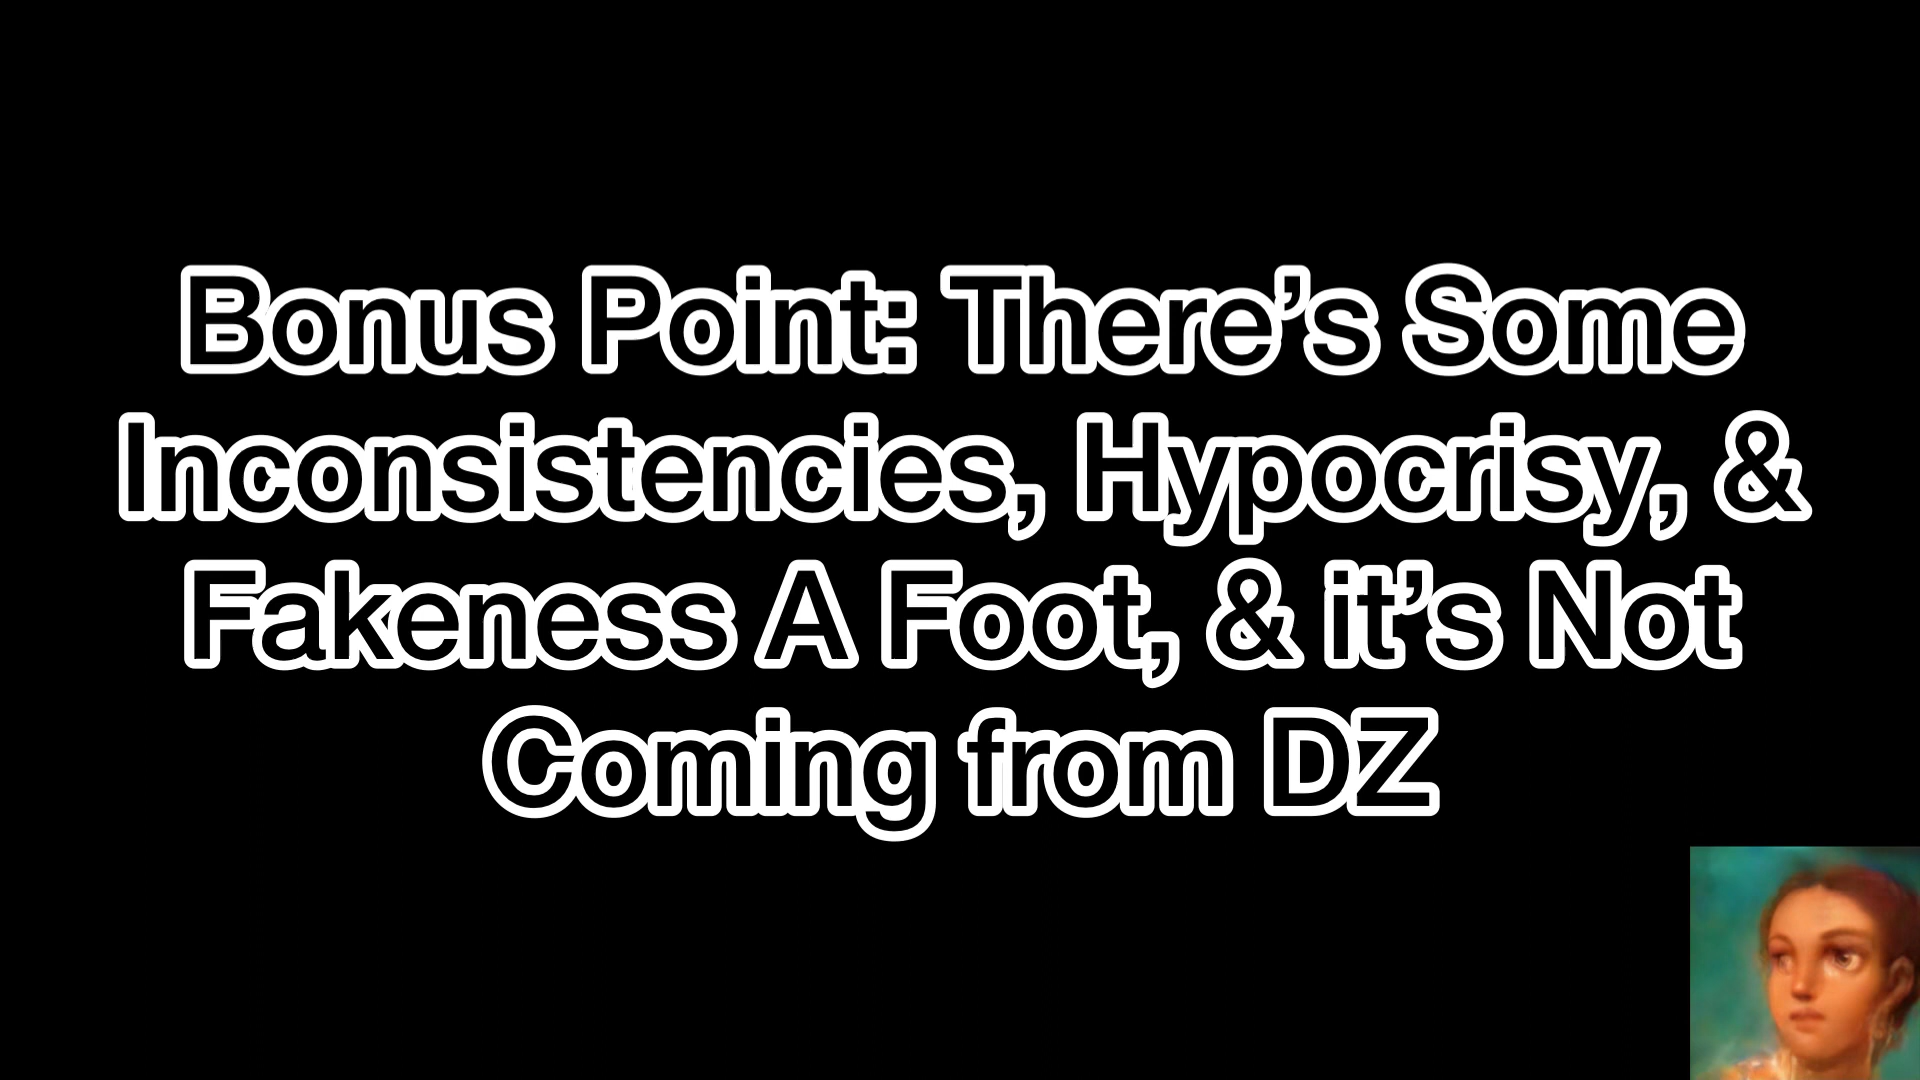 Bonus Point: There’s Some
Inconsistencies, Hypocrisy, &
Fakeness A Foot, & it’s Not
Coming from DZ